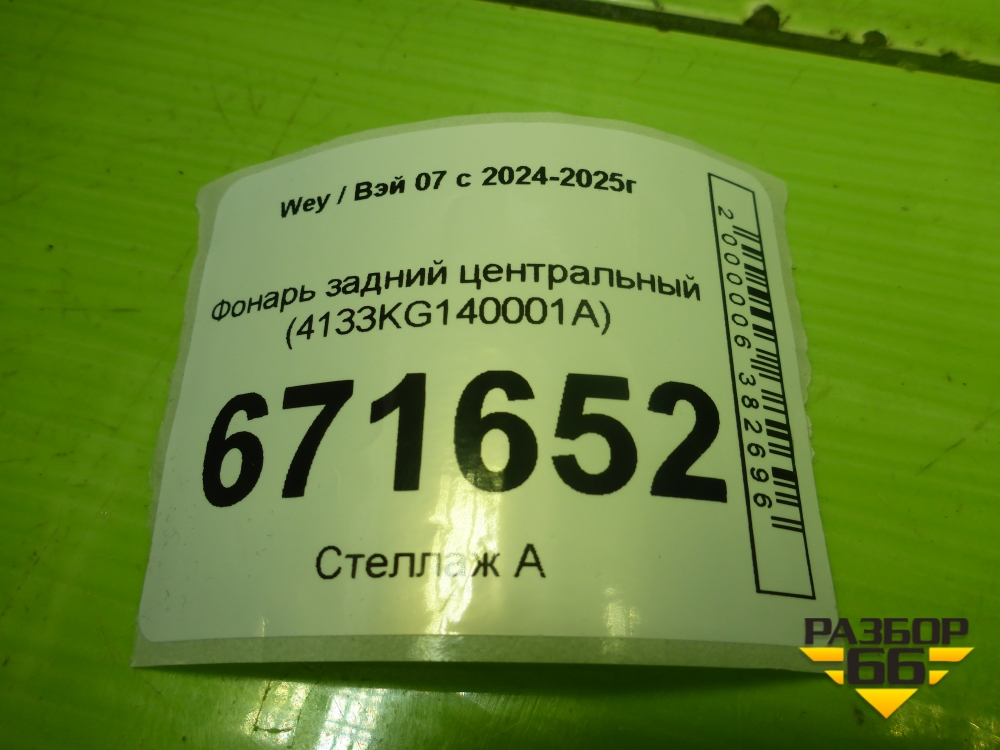 Wey / Вэй 07 с 2024-2025г
Фонарь задний центральный
(4133KG140001A)
671652
Стеллаж А
2000006382696
РАЗБОР
66